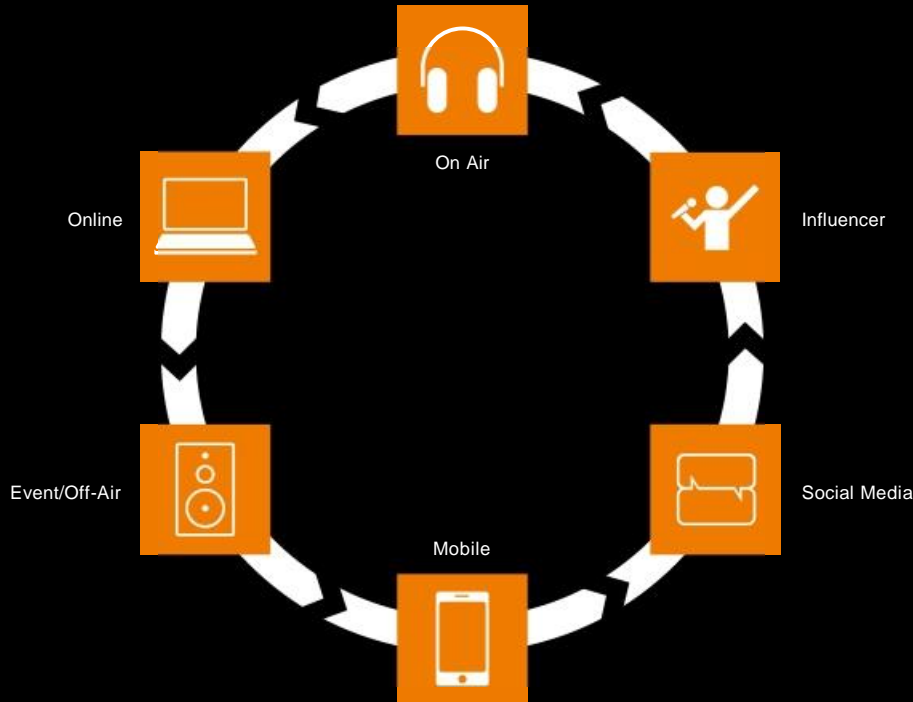 On Air
Online
Influencer
Event/Off-Air
Social Media
Mobile